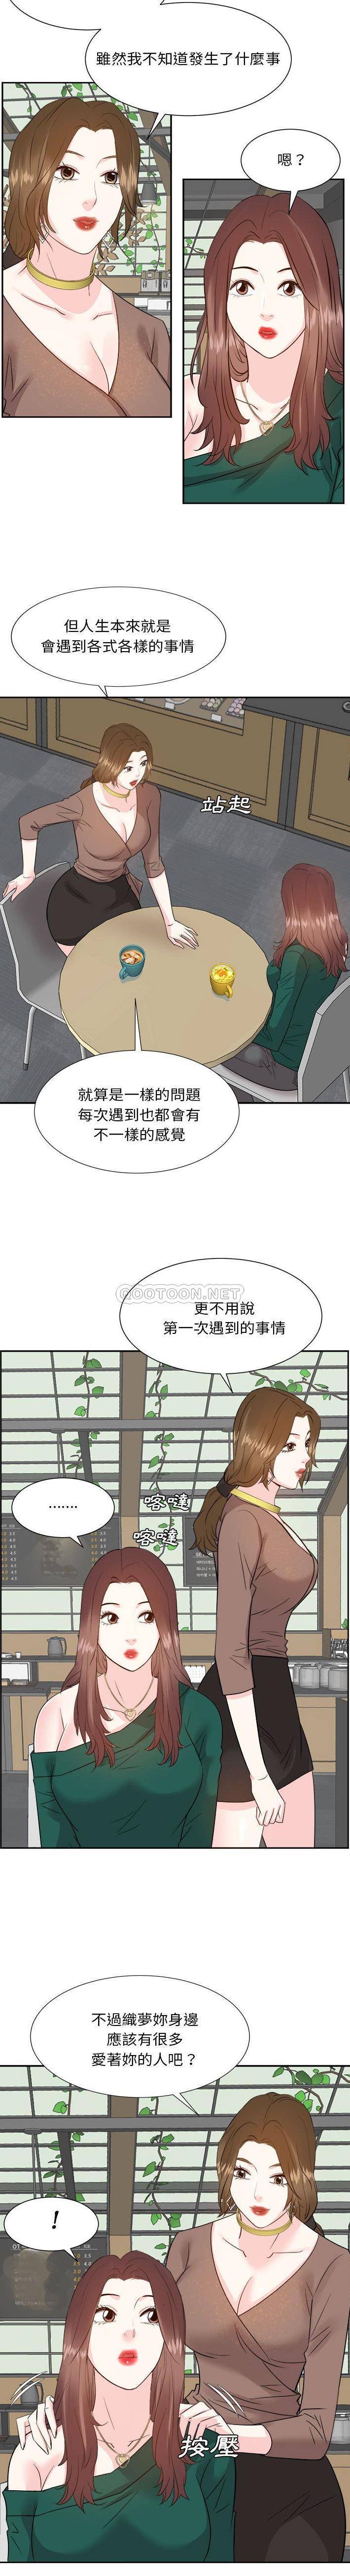 雖然我不知道發生了什麼事
嗯？
但人生本來就是
會遇到各式各樣的事情
站起
就算是一樣的問題
每次遇到也都會有
不一樣的感覺
GOOTOON.NET
更不用說
第一次遇到的事情
.......
喀噠
喀噠
不過織夢妳身邊
應該有很多
愛著妳的人吧？
！
按壓